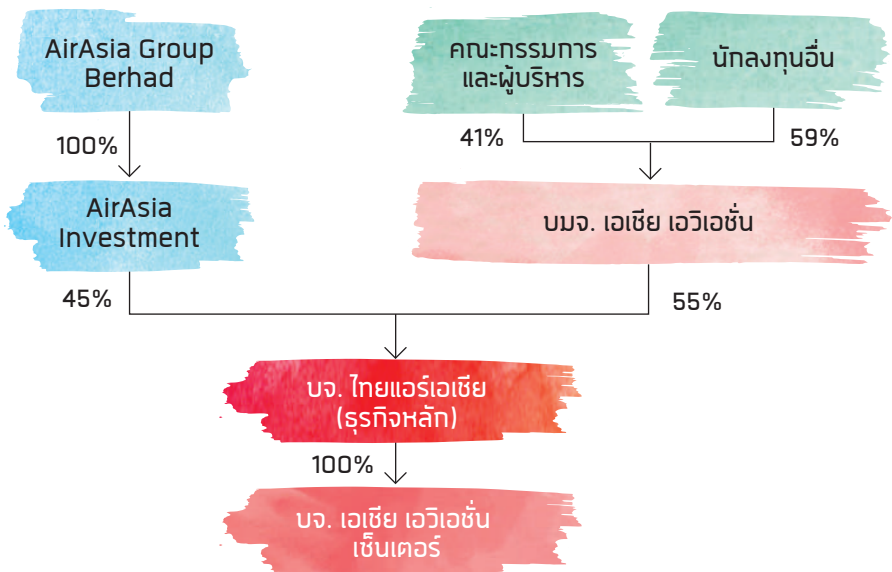 AirAsia Group
Berhad
คณะกรรมการ
และผู้บริหาร
นักลงทุนอื่น
100%
41%
59%
AirAsia
Investment
บมจ. เอเชีย เอวิเอชั่น
45%
55%
บจ. ไทยแอร์เอเชีย
(ธุรกิจหลัก)
100%
บจ. เอเชีย เอวิเอชั่น
เซ็นเตอร์